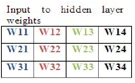 Input to hidden layer
weights
W11 W12 W13 W14
W21 W22 W23 W24
W31 W32 W33 W34